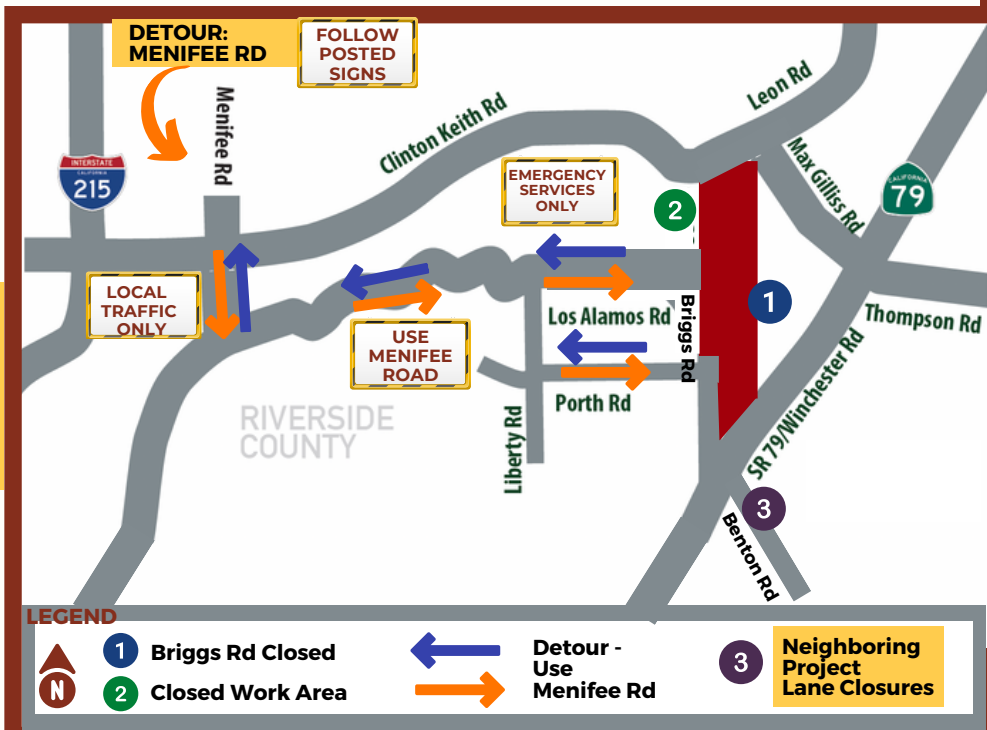 DETOUR:
MENIFEE RD
FOLLOW
POSTED
SIGNS
Menifee Rd
INTERSTATE
CALIFORNIA
215
Clinton Keith Rd
Leon Rd
Max Gilliss Rd
CALIFORNIA
79
EMERGENCY
SERVICES
ONLY
2
1
LOCAL
TRAFFIC
ONLY
USE
MENIFEE
ROAD
Los Alamos Rd
Briggs Rd
Thompson Rd
Porth Rd
Liberty Rd
SR 79/Winchester Rd
RIVERSIDE
COUNTY
3
Benton Rd
LEGEND
N
1 Briggs Rd Closed
2 Closed Work Area
Detour -
Use
Menifee Rd
3
Neighboring
Project
Lane Closures